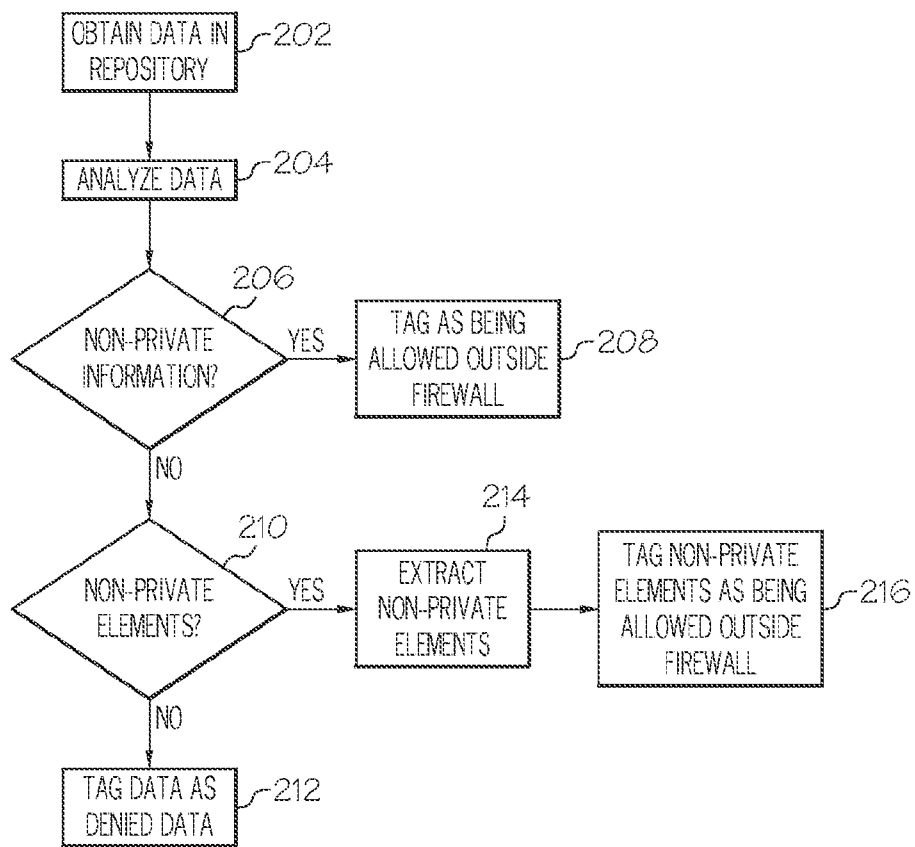 OBTAIN DATA IN
REPOSITORY
202
ANALYZE DATA
204
206
NON-PRIVATE
INFORMATION?
YES
TAG AS BEING
ALLOWED OUTSIDE
FIREWALL
208
NO
210
NON-PRIVATE
ELEMENTS?
YES
214
EXTRACT
NON-PRIVATE
ELEMENTS
TAG NON-PRIVATE
ELEMENTS AS BEING
ALLOWED OUTSIDE
FIREWALL
216
NO
TAG DATA AS
DENIED DATA
212